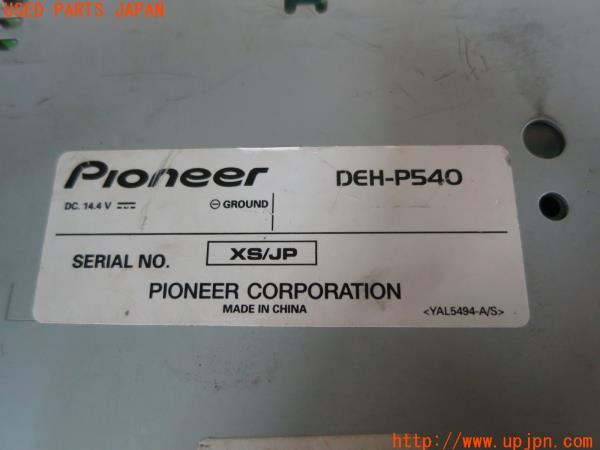 USED PARTS JAPAN
Pioneer
DEH-P540
DC. 14.4 V
⊖ GROUND
SERIAL NO.
XS/JP
PIONEER CORPORATION
MADE IN CHINA
<YAL5494-A/S>
http://www.upjpn.com